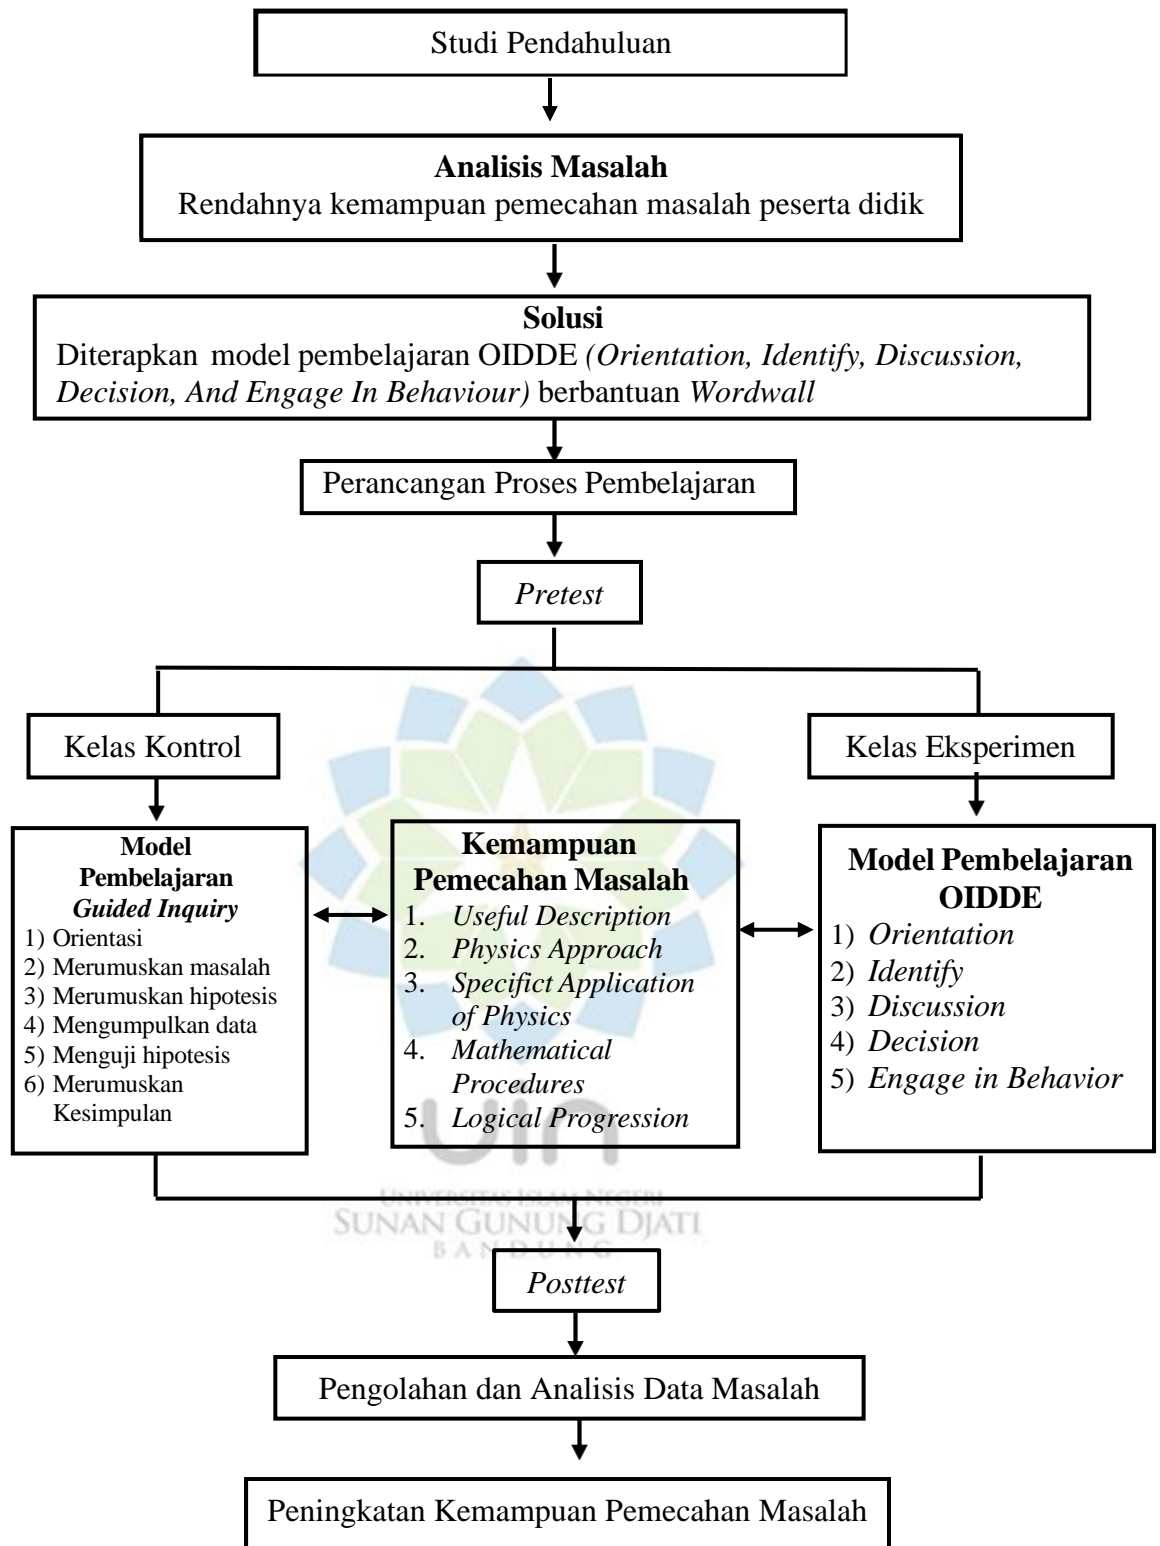 Studi Pendahuluan
Analisis Masalah
Rendahnya kemampuan pemecahan masalah peserta didik
Solusi
Diterapkan model pembelajaran OIDDE (Orientation, Identify, Discussion,
Decision, And Engage In Behaviour) berbantuan Wordwall
Perancangan Proses Pembelajaran
Pretest
Kelas Kontrol
Kelas Eksperimen
Model
Pembelajaran
Guided Inquiry
1) Orientasi
2) Merumuskan masalah
3) Merumuskan hipotesis
4) Mengumpulkan data
5) Menguji hipotesis
6) Merumuskan
Kesimpulan
Kemampuan
Pemecahan Masalah
1. Useful Description
2. Physics Approach
3. Specifict Application
of Physics
4. Mathematical
Procedures
5. Logical Progression
Model Pembelajaran
OIDDE
1) Orientation
2) Identify
3) Discussion
4) Decision
5) Engage in Behavior
uin
UNIVERSITAS ISLAM NEGERI
SUNAN GUNUNG DJATI
BANDUNG
Posttest
Pengolahan dan Analisis Data Masalah
Peningkatan Kemampuan Pemecahan Masalah